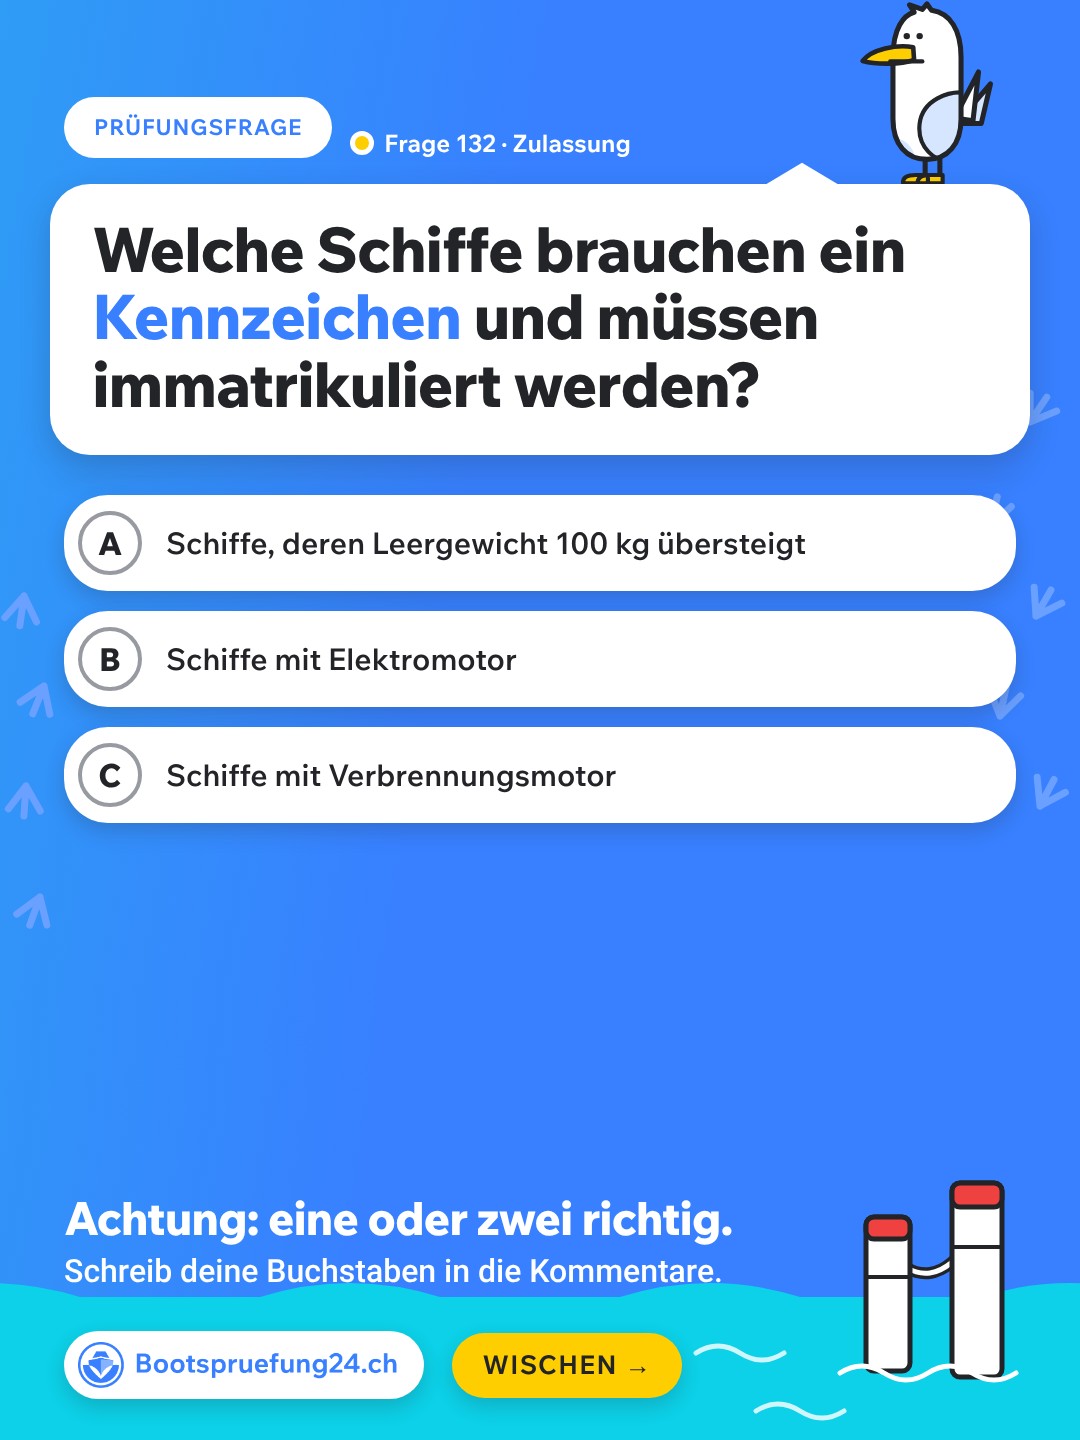 PRÜFUNGSFRAGE
Frage 132 · Zulassung
Welche Schiffe brauchen ein
Kennzeichen und müssen
immatrikuliert werden?
A Schiffe, deren Leergewicht 100 kg übersteigt
B Schiffe mit Elektromotor
C Schiffe mit Verbrennungsmotor
Achtung: eine oder zwei richtig.
Schreib deine Buchstaben in die Kommentare.
Bootspruefung24.ch
WISCHEN →